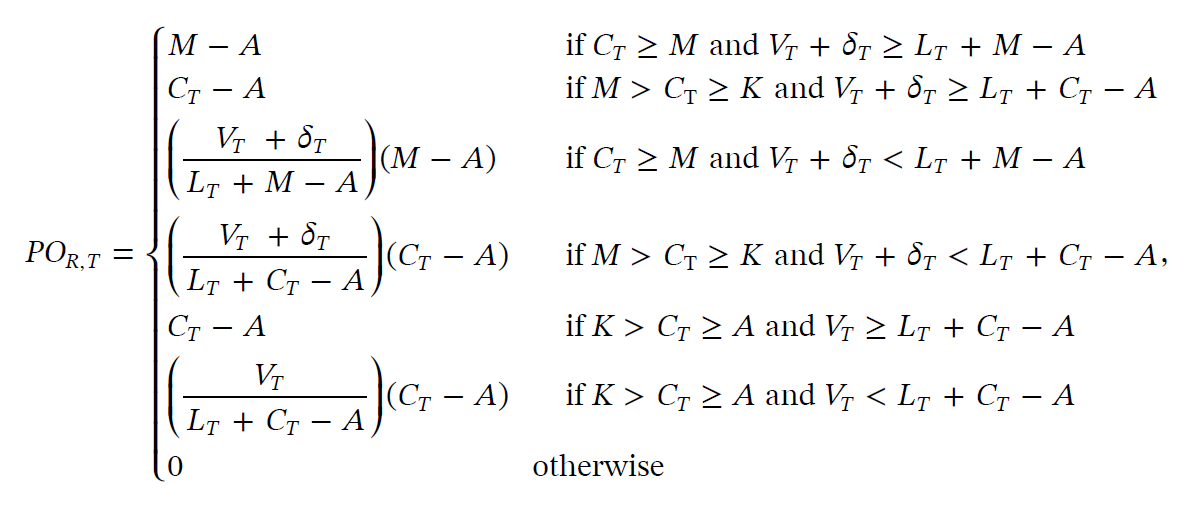 M − A if C_T ≥ M and V_T + δ_T ≥ L_T + M − A
C_T − A if M > C_T ≥ K and V_T + δ_T ≥ L_T + C_T − A
((V_T + δ_T) / (L_T + M − A))(M − A) if C_T ≥ M and V_T + δ_T < L_T + M − A
PO_{R,T} = { ((V_T + δ_T) / (L_T + C_T − A))(C_T − A) if M > C_T ≥ K and V_T + δ_T < L_T + C_T − A,
C_T − A if K > C_T ≥ A and V_T ≥ L_T + C_T − A
(V_T / (L_T + C_T − A))(C_T − A) if K > C_T ≥ A and V_T < L_T + C_T − A
0 otherwise